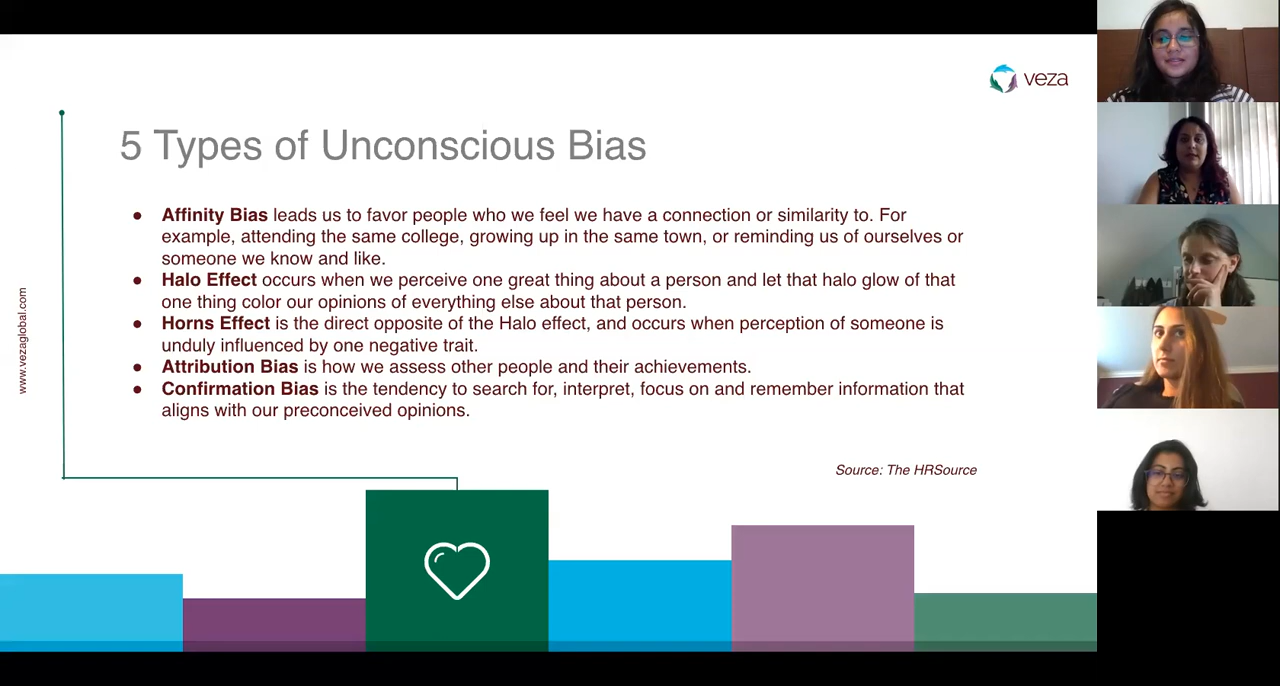 veza
5 Types of Unconscious Bias
● Affinity Bias leads us to favor people who we feel we have a connection or similarity to. For
example, attending the same college, growing up in the same town, or reminding us of ourselves or
someone we know and like.
● Halo Effect occurs when we perceive one great thing about a person and let that halo glow of that
one thing color our opinions of everything else about that person.
● Horns Effect is the direct opposite of the Halo effect, and occurs when perception of someone is
unduly influenced by one negative trait.
● Attribution Bias is how we assess other people and their achievements.
● Confirmation Bias is the tendency to search for, interpret, focus on and remember information that
aligns with our preconceived opinions.
Source: The HRSource
www.vezaglobal.com